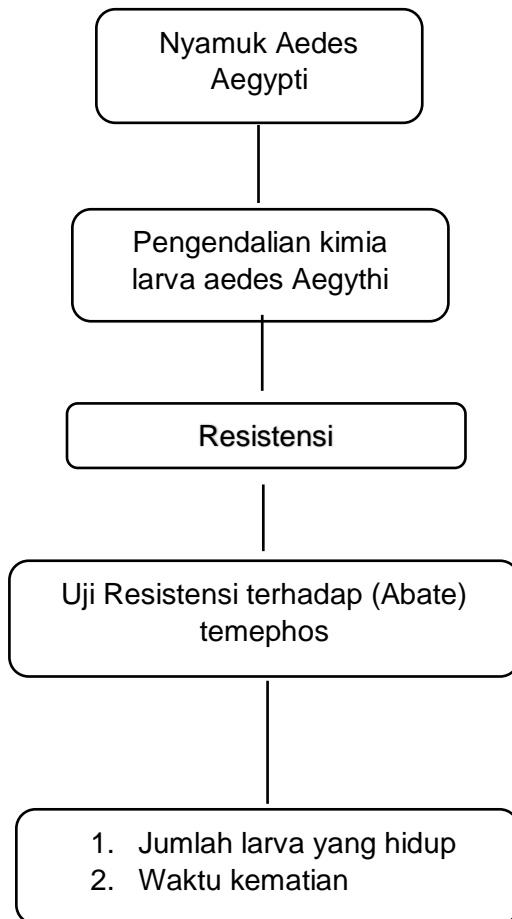 Nyamuk Aedes
Aegypti
Pengendalian kimia
larva aedes Aegythi
Resistensi
Uji Resistensi terhadap (Abate)
temephos
1. Jumlah larva yang hidup
2. Waktu kematian